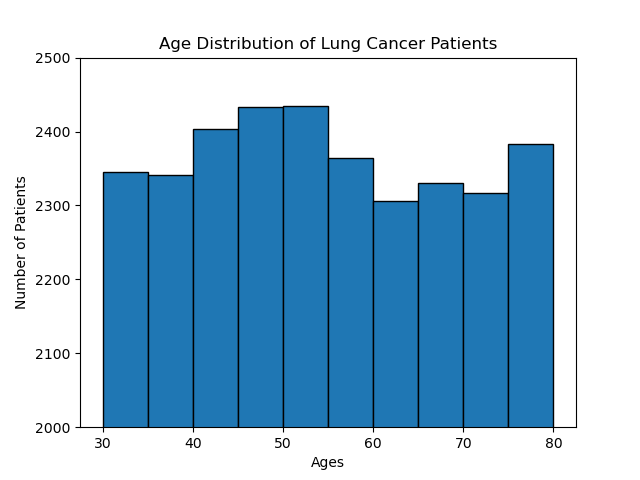 Age Distribution of Lung Cancer Patients
2500
2400
2300
2200
2100
2000
Number of Patients
30 40 50 60 70 80
Ages